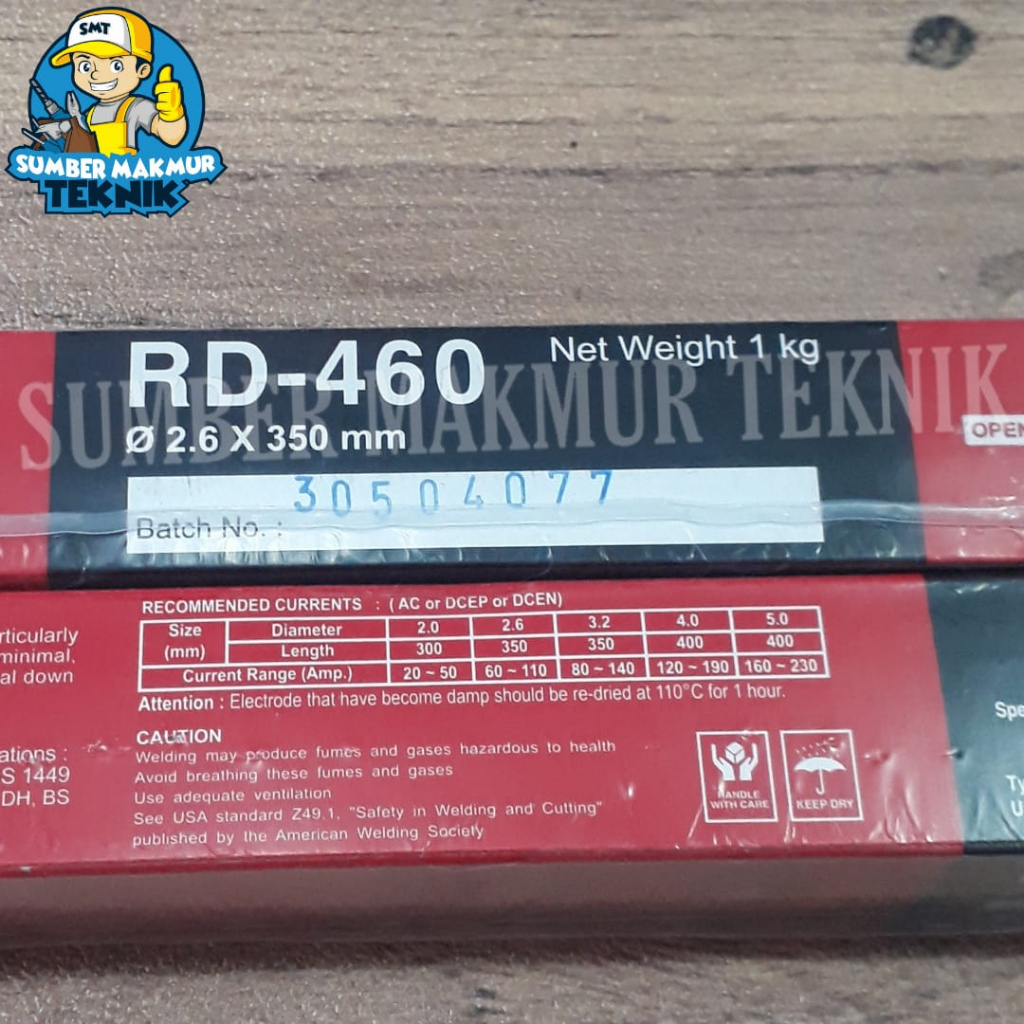 SMT
SUMBER MAKMUR
TEKNIK
RD-460
Net Weight 1 kg
Ø 2.6 X 350 mm
SUMBER MAKMUR TEKNIK
OPEN
30504077
Batch No. :
RECOMMENDED CURRENTS : ( AC or DCEP or DCEN)
Size (mm) Diameter 2.0 2.6 3.2 4.0 5.0
Length 300 350 350 400 400
Current Range (Amp.) 20 ~ 50 60 ~ 110 80 ~ 140 120 ~ 190 160 ~ 230
Attention : Electrode that have become damp should be re-dried at 110°C for 1 hour.
rticularly
minimal,
al down
CAUTION
Welding may produce fumes and gases hazardous to health
Avoid breathing these fumes and gases
Use adequate ventilation
See USA standard Z49.1, "Safety in Welding and Cutting"
published by the American Welding Society
ations :
S 1449
DH, BS
HANDLE
WITH CARE
KEEP DRY
Spe
Ty
U